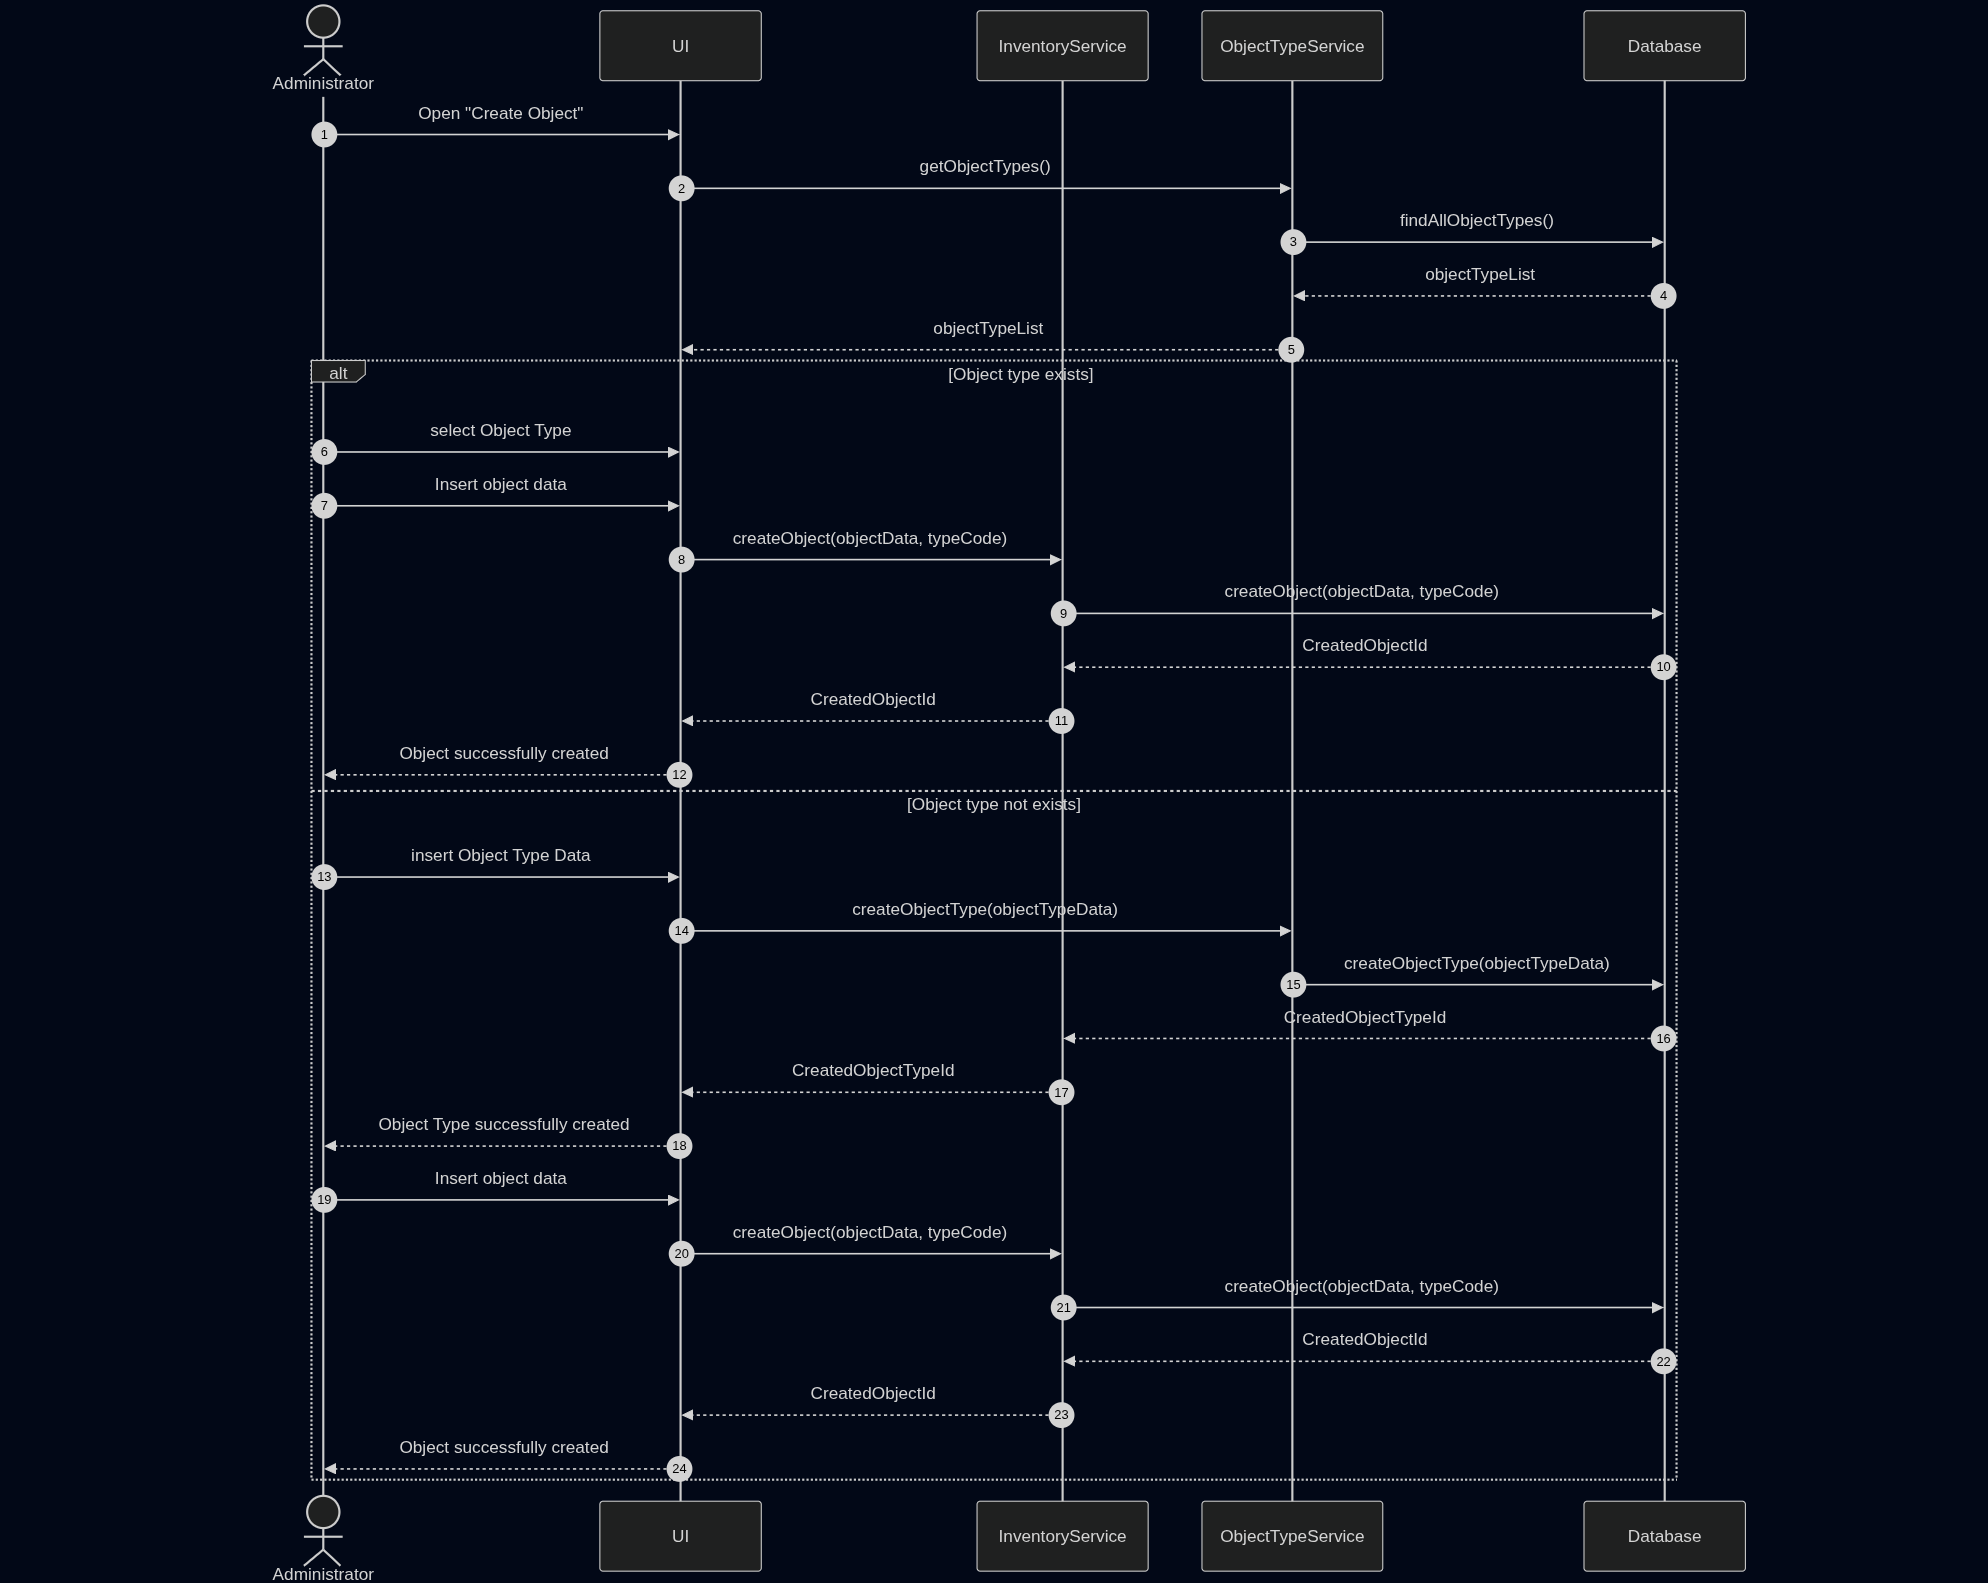 Administrator
UI
InventoryService
ObjectTypeService
Database
Open "Create Object"
1
getObjectTypes()
2
findAllObjectTypes()
3
objectTypeList
4
objectTypeList
5
alt
[Object type exists]
select Object Type
6
Insert object data
7
createObject(objectData, typeCode)
8
createObject(objectData, typeCode)
9
CreatedObjectId
10
CreatedObjectId
11
Object successfully created
12
[Object type not exists]
insert Object Type Data
13
createObjectType(objectTypeData)
14
createObjectType(objectTypeData)
15
CreatedObjectTypeId
16
CreatedObjectTypeId
17
Object Type successfully created
18
Insert object data
19
createObject(objectData, typeCode)
20
createObject(objectData, typeCode)
21
CreatedObjectId
22
CreatedObjectId
23
Object successfully created
24
Administrator
UI
InventoryService
ObjectTypeService
Database